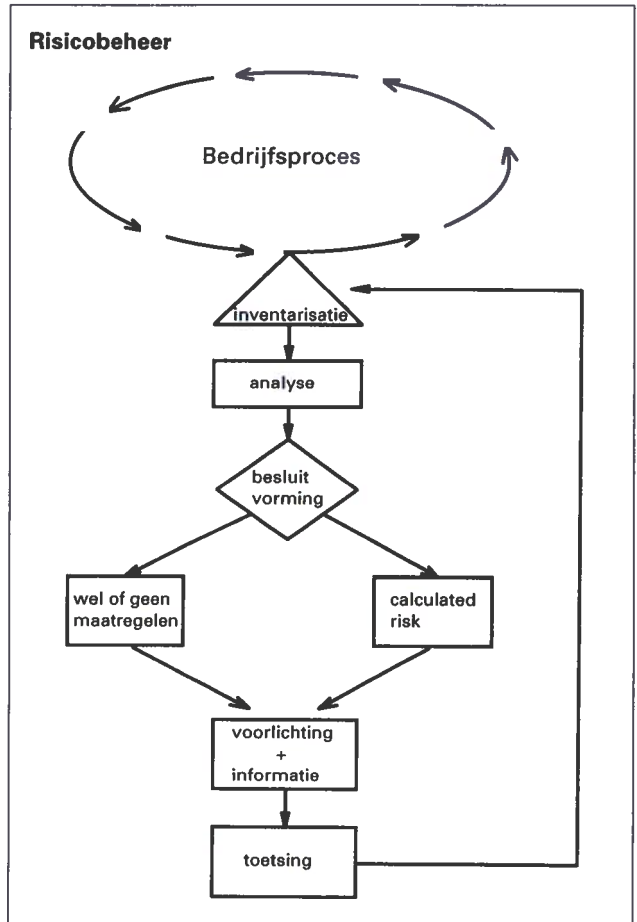 Risicobeheer
Bedrijfsproces
inventarisatie
analyse
besluit
vorming
wel of geen
maatregelen
calculated
risk
voorlichting
+
informatie
toetsing